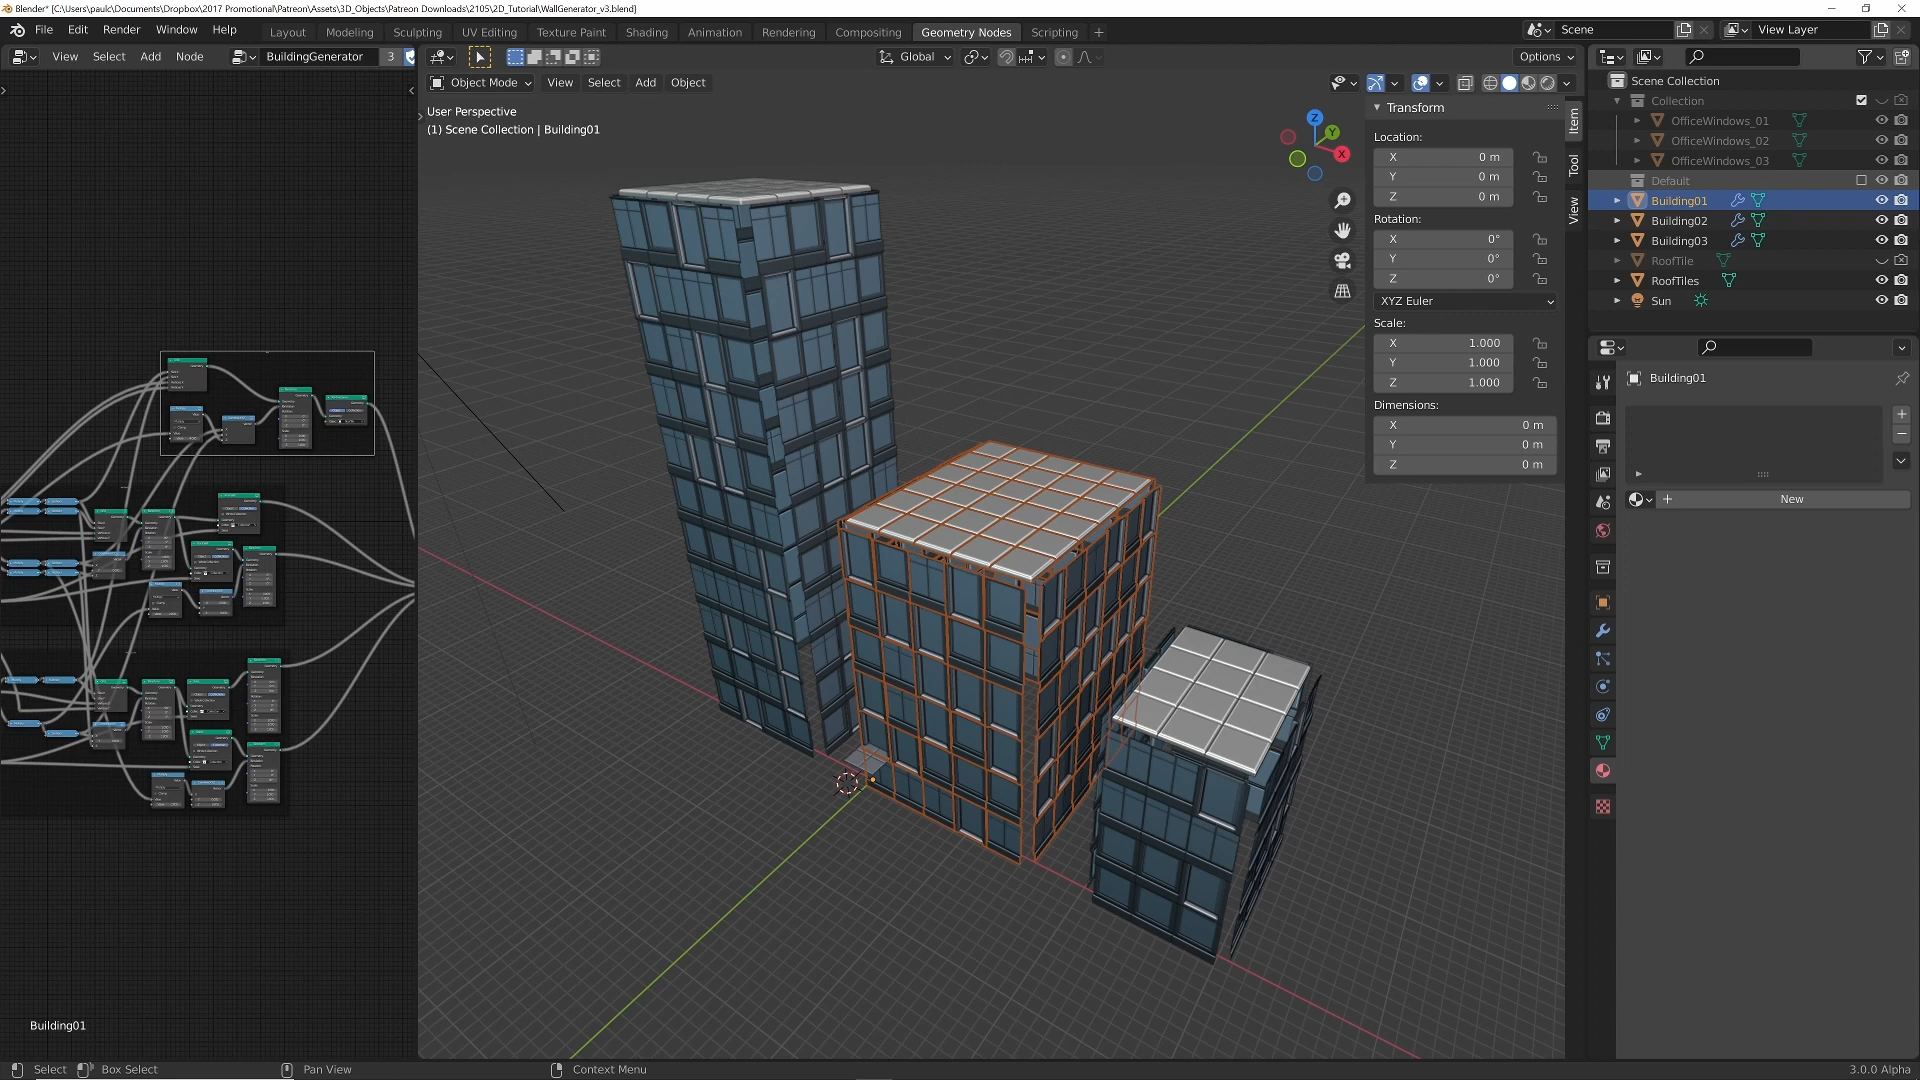 Blender* [C:\Users\paulc\Documents\Dropbox\2017 Promotional\Patreon\Assets\3D_Objects\Patreon Downloads\2105\2D_Tutorial\WallGenerator_v3.blend]
File Edit Render Window Help Layout Modeling Sculpting UV Editing Texture Paint Shading Animation Rendering Compositing Geometry Nodes Scripting + Scene View Layer
View Select Add Node BuildingGenerator 3 Global Options
Object Mode View Select Add Object
User Perspective
(1) Scene Collection | Building01
Z
Y
X
Transform
Location:
X 0 m
Y 0 m
Z 0 m
Rotation:
X 0°
Y 0°
Z 0°
XYZ Euler
Scale:
X 1.000
Y 1.000
Z 1.000
Dimensions:
X 0 m
Y 0 m
Z 0 m
Item
Tool
View
Scene Collection
Collection
OfficeWindows_01
OfficeWindows_02
OfficeWindows_03
Default
Building01
Building02
Building03
RoofTile
RoofTiles
Sun
Building01
New
Building01
Select Box Select Pan View Context Menu 3.0.0 Alpha